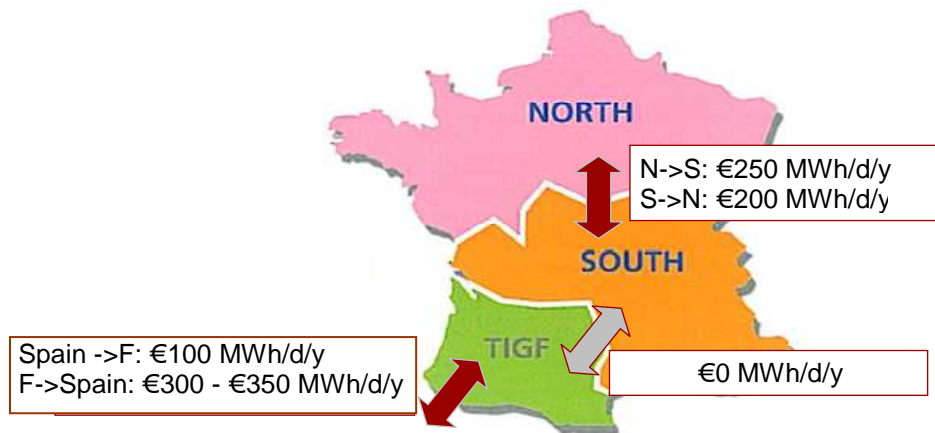 NORTH
N->S: €250 MWh/d/y
S->N: €200 MWh/d/y
SOUTH
TIGF
Spain ->F: €100 MWh/d/y
F->Spain: €300 - €350 MWh/d/y
€0 MWh/d/y